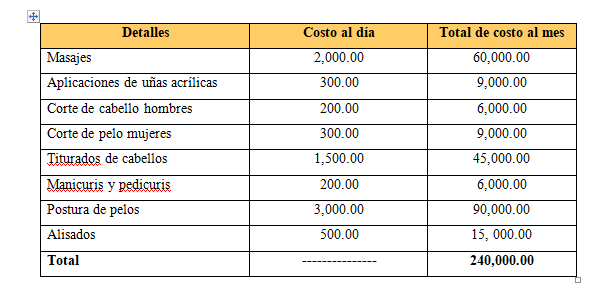 Detalles Costo al día Total de costo al mes
Masajes 2,000.00 60,000.00
Aplicaciones de uñas acrílicas 300.00 9,000.00
Corte de cabello hombres 200.00 6,000.00
Corte de pelo mujeres 300.00 9,000.00
Titurados de cabellos 1,500.00 45,000.00
Manicuris y pedicuris 200.00 6,000.00
Postura de pelos 3,000.00 90,000.00
Alisados 500.00 15, 000.00
Total --------------- 240,000.00